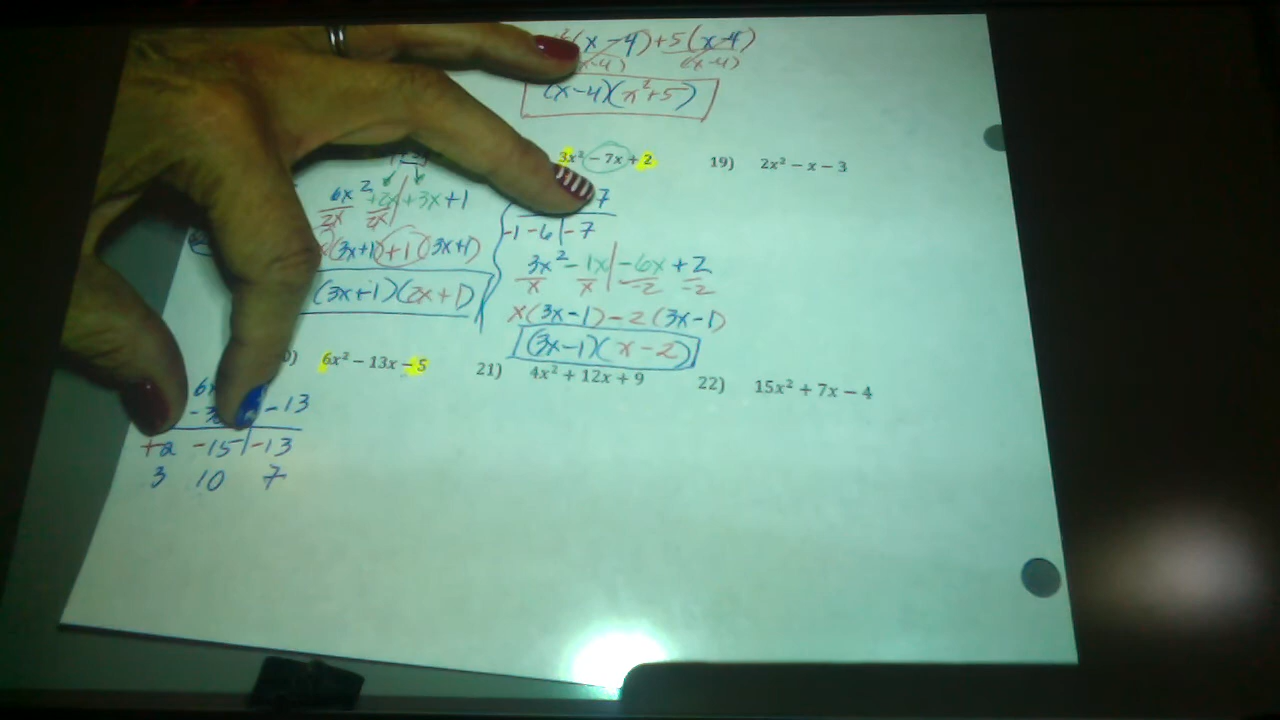 (x-4)+5(x-4)
(x-4) (x-4)
(x-4)(x²+5)
3x² − 7x + 2
19) 2x² − x − 3
6x²+2x|+3x+1
2x 2x
(3x+1)+1(3x+1)
(3x+1)(2x+1)
7
-1 -6|-7
3x²-1x|-6x+2
x x -2 -2
x(3x-1)-2(3x-1)
(3x-1)(x-2)
6x² − 13x − 5
21) 4x² + 12x + 9
22) 15x² + 7x − 4
-13
+2 -15|-13
3 10 7